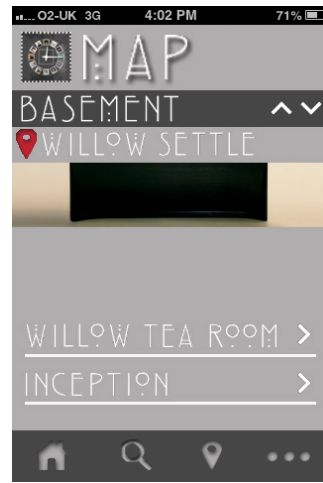 O2-UK 3G 4:02 PM 71%
MAP
BASEMENT
WILLOW SETTLE
WILLOW TEA ROOM
INCEPTION